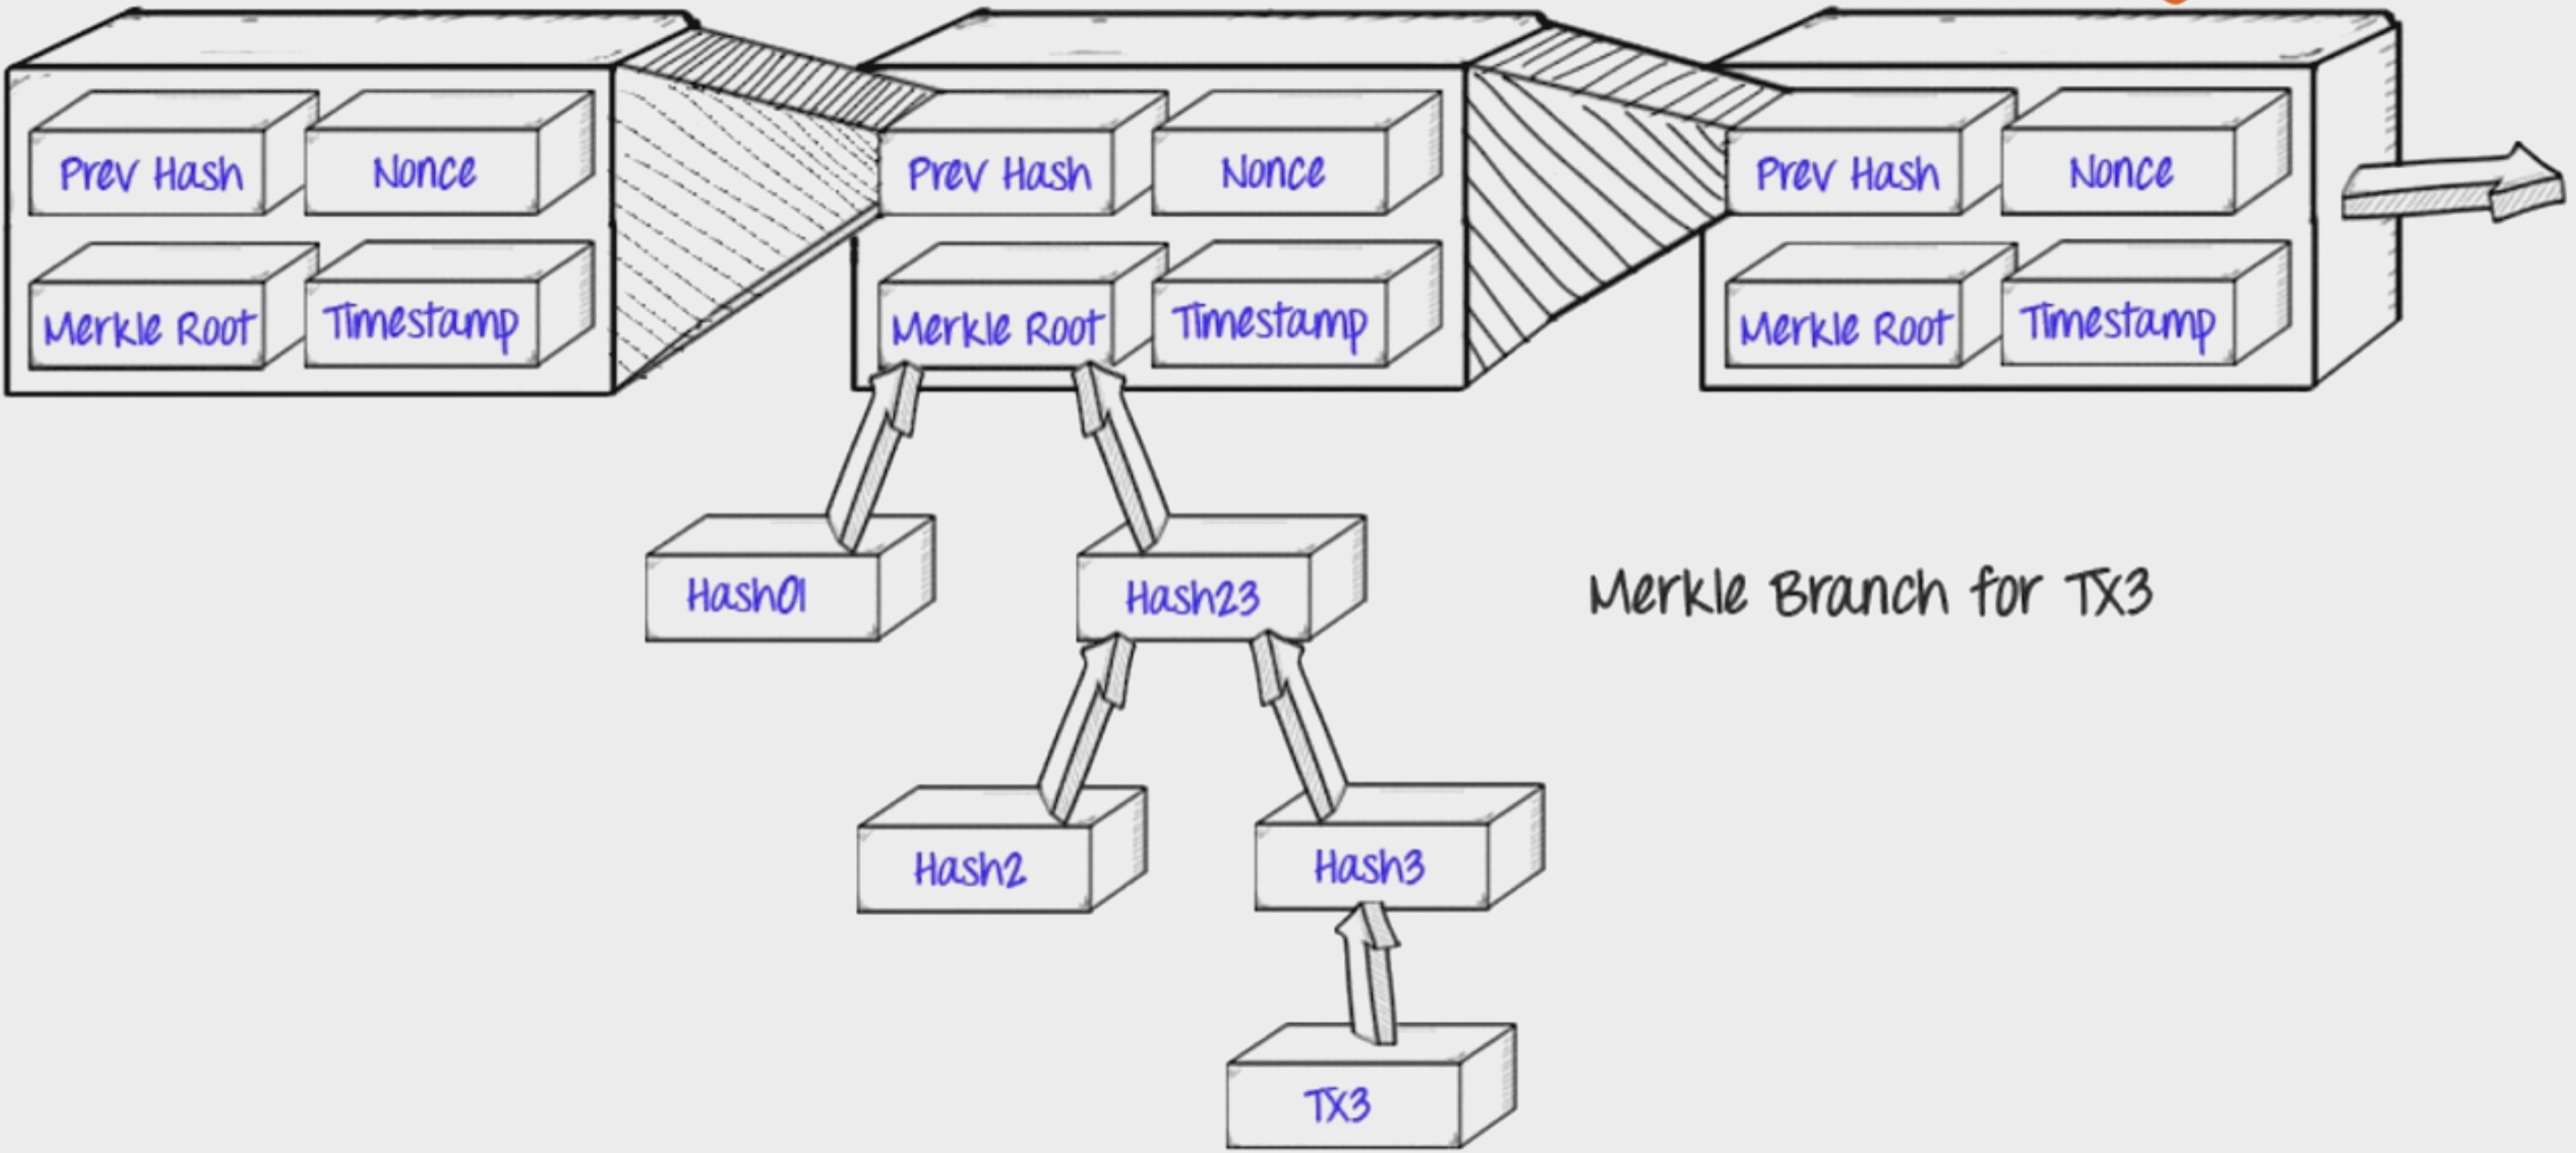 Prev Hash
Nonce
Merkle Root
Timestamp
Prev Hash
Nonce
Merkle Root
Timestamp
Prev Hash
Nonce
Merkle Root
Timestamp
Hash01
Hash23
Merkle Branch for TX3
Hash2
Hash3
TX3